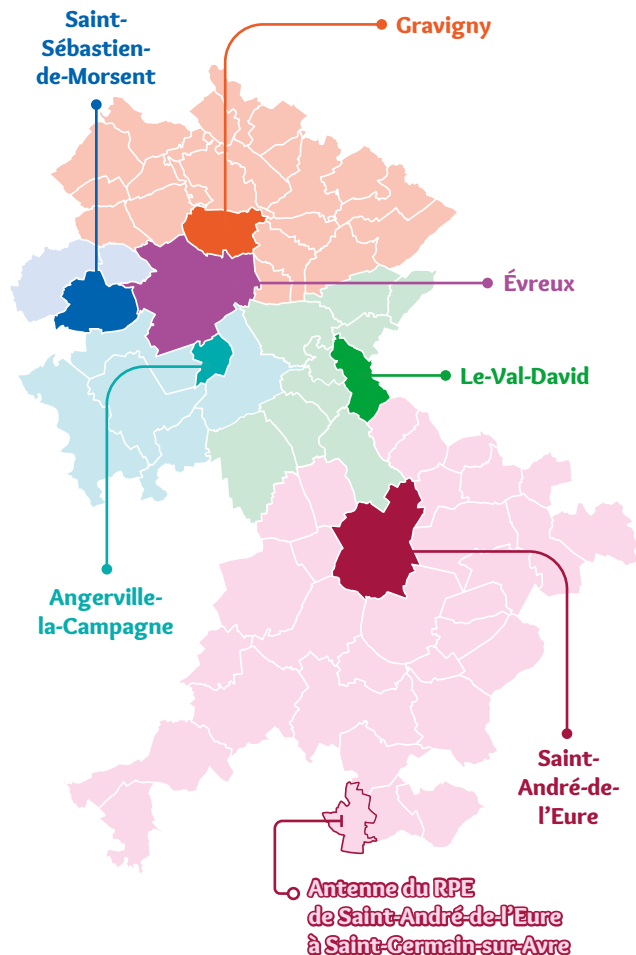 Saint-
Sébastien-
de-Morsent
Gravigny
Évreux
Le-Val-David
Angerville-
la-Campagne
Saint-
André-de-
l'Eure
Antenne du RPE
de Saint-André-de-l'Eure
à Saint-Germain-sur-Avre